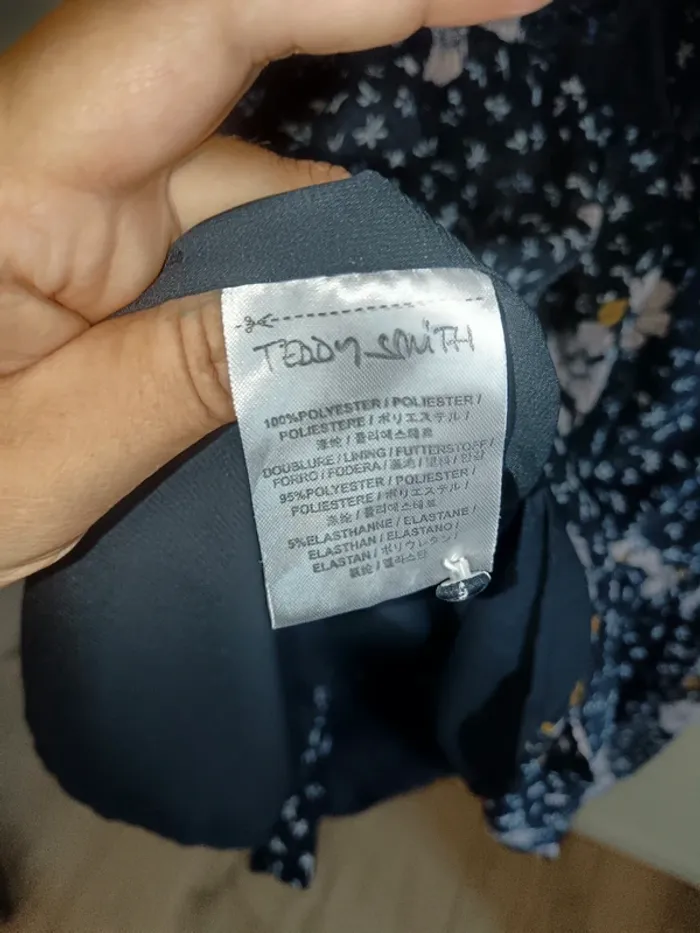 TEDDY SMITH
100%POLYESTER / POLIESTER /
POLIESTERE / ポリエステル /
涤纶 / 폴리에스테르
DOUBLURE / LINING / FUTTERSTOFF /
FORRO / FODERA / 裏地 / 里料 / 안감
95%POLYESTER / POLIESTER /
POLIESTERE / ポリエステル /
涤纶 / 폴리에스테르
5%ELASTHANNE / ELASTANE /
ELASTHAN / ELASTANO /
ELASTAN / ポリウレタン /
氨纶 / 엘라스탄